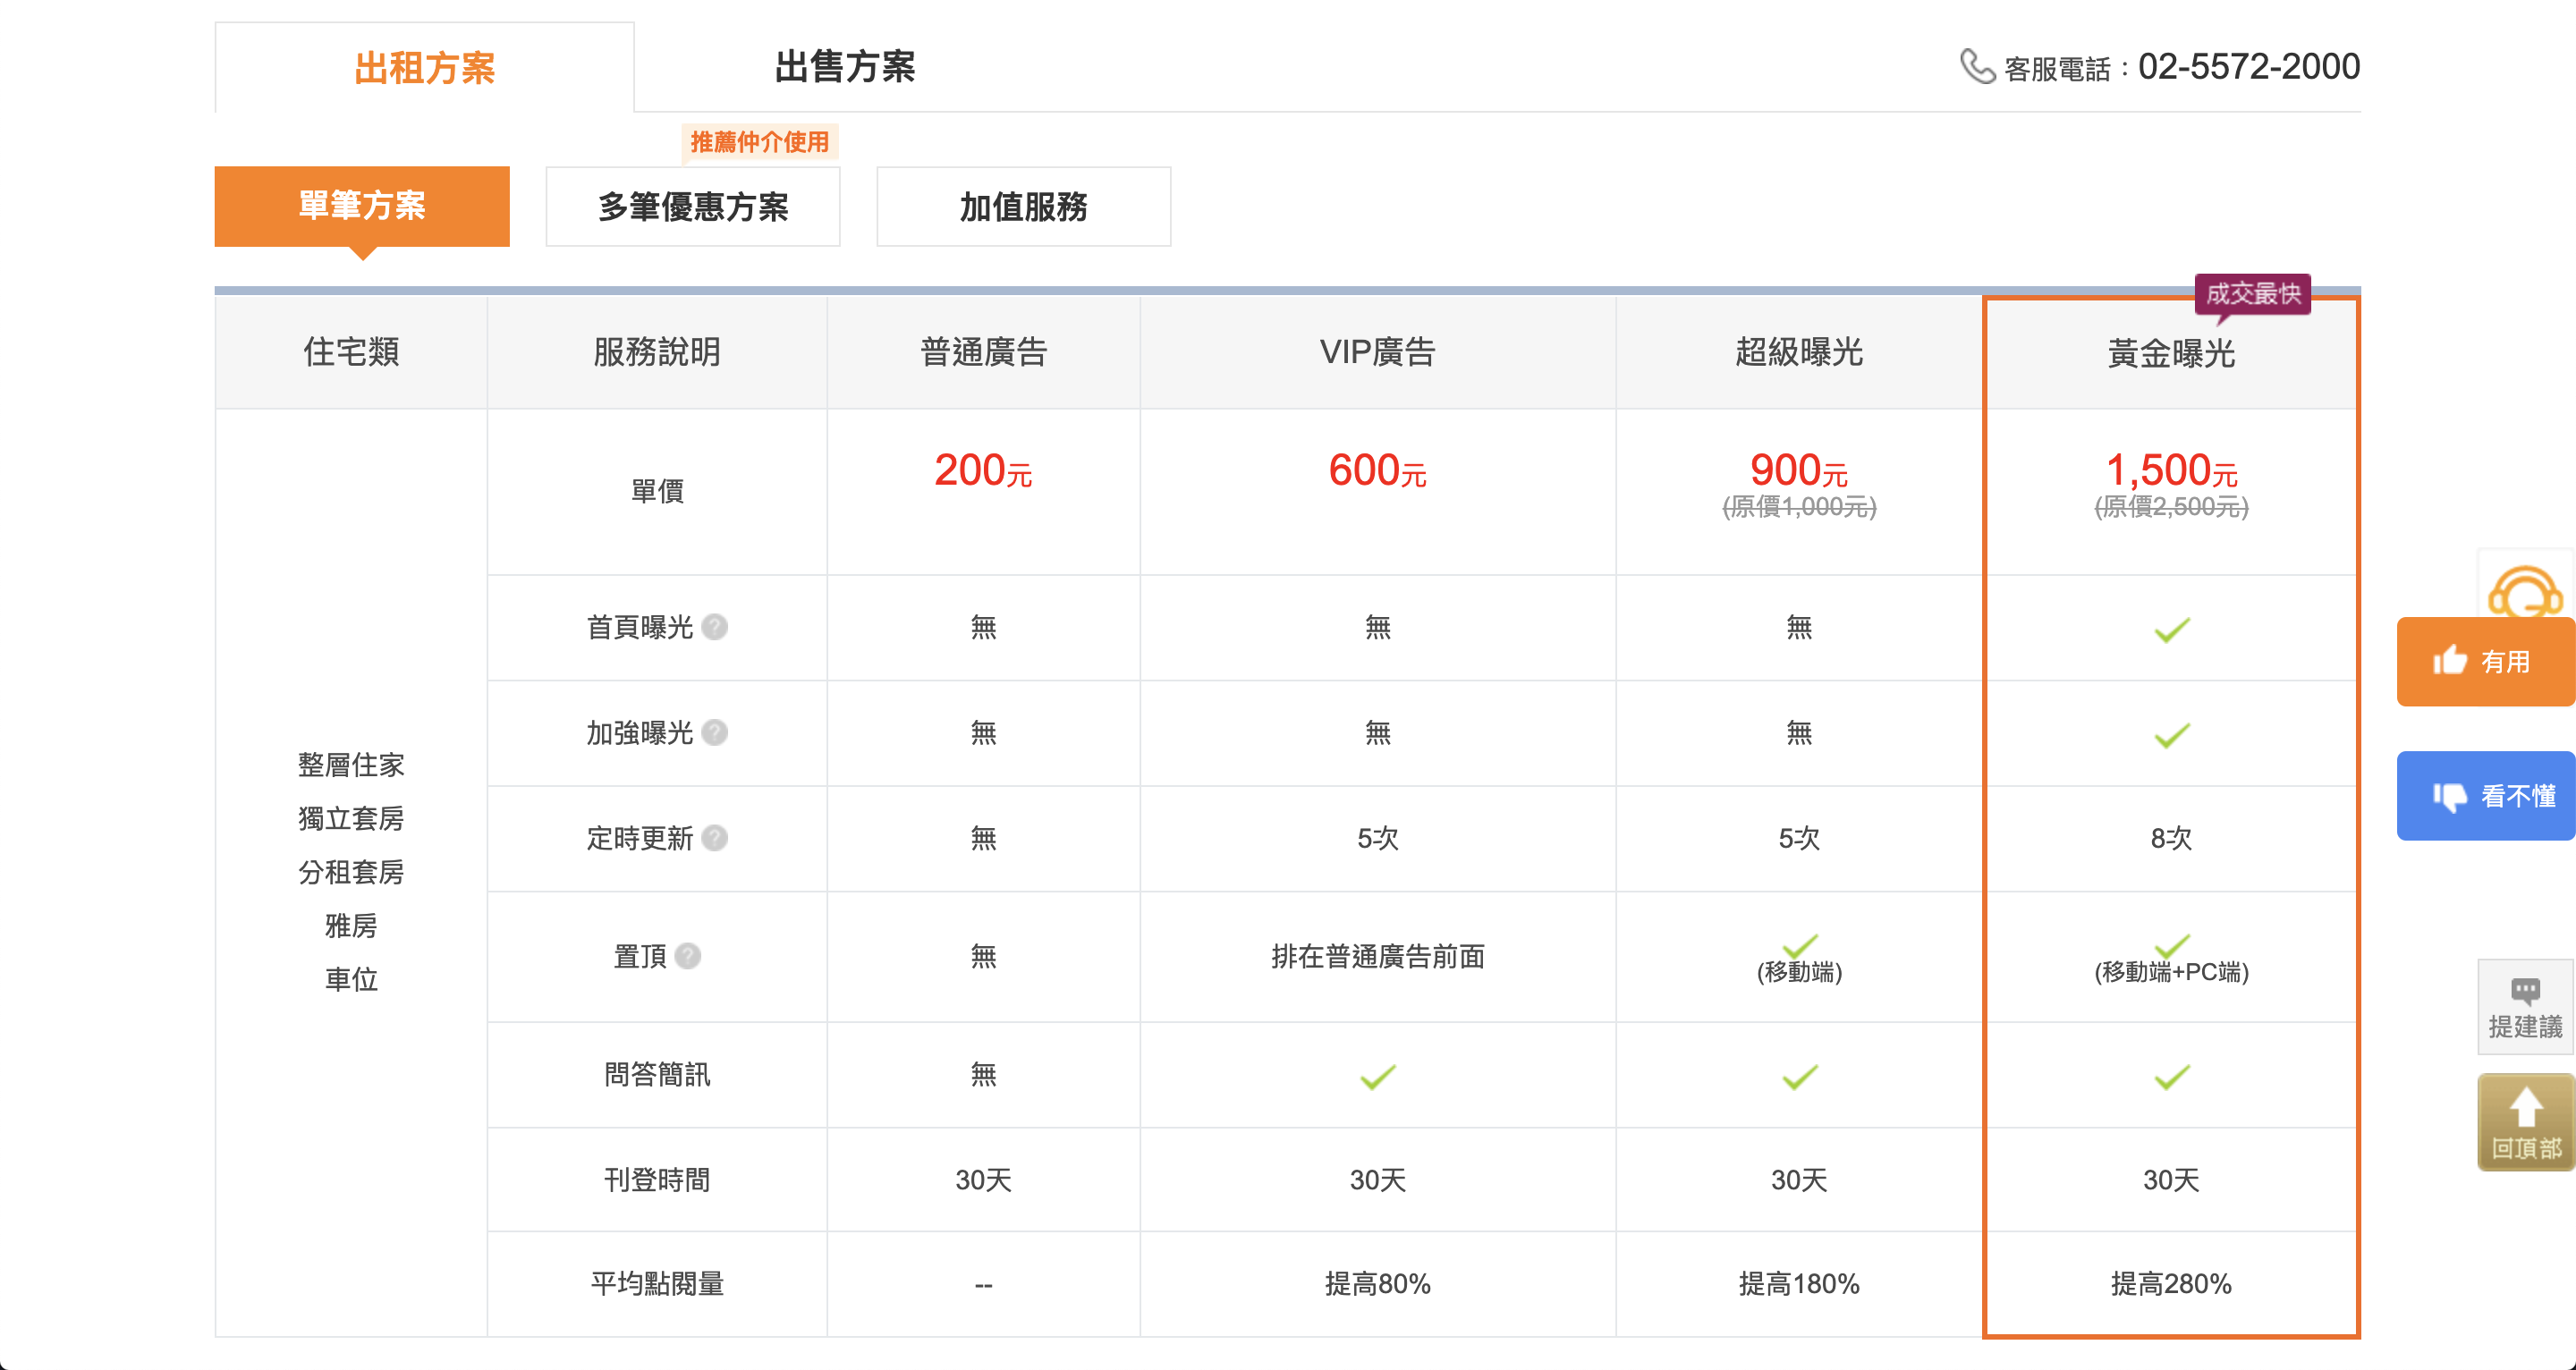 出租方案
出售方案
客服電話：02-5572-2000
推薦仲介使用
單筆方案
多筆優惠方案
加值服務
成交最快
住宅類
服務說明
普通廣告
VIP廣告
超級曝光
黃金曝光
單價
200元
600元
900元
(原價1,000元)
1,500元
(原價2,500元)
首頁曝光 ?
無
無
無
有用
加強曝光 ?
無
無
無
整層住家
獨立套房
分租套房
雅房
車位
看不懂
定時更新 ?
無
5次
5次
8次
置頂 ?
無
排在普通廣告前面
(移動端)
(移動端+PC端)
提建議
問答簡訊
無
回頂部
刊登時間
30天
30天
30天
30天
平均點閱量
--
提高80%
提高180%
提高280%